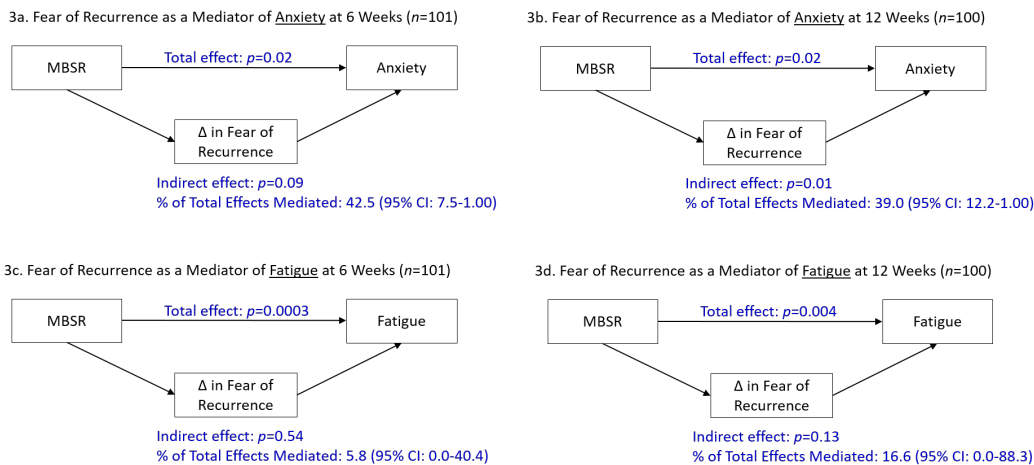 3a. Fear of Recurrence as a Mediator of Anxiety at 6 Weeks (n=101)
MBSR
Total effect: p=0.02
Anxiety
Δ in Fear of
Recurrence
Indirect effect: p=0.09
% of Total Effects Mediated: 42.5 (95% CI: 7.5-1.00)
3b. Fear of Recurrence as a Mediator of Anxiety at 12 Weeks (n=100)
MBSR
Total effect: p=0.02
Anxiety
Δ in Fear of
Recurrence
Indirect effect: p=0.01
% of Total Effects Mediated: 39.0 (95% CI: 12.2-1.00)
3c. Fear of Recurrence as a Mediator of Fatigue at 6 Weeks (n=101)
MBSR
Total effect: p=0.0003
Fatigue
Δ in Fear of
Recurrence
Indirect effect: p=0.54
% of Total Effects Mediated: 5.8 (95% CI: 0.0-40.4)
3d. Fear of Recurrence as a Mediator of Fatigue at 12 Weeks (n=100)
MBSR
Total effect: p=0.004
Fatigue
Δ in Fear of
Recurrence
Indirect effect: p=0.13
% of Total Effects Mediated: 16.6 (95% CI: 0.0-88.3)